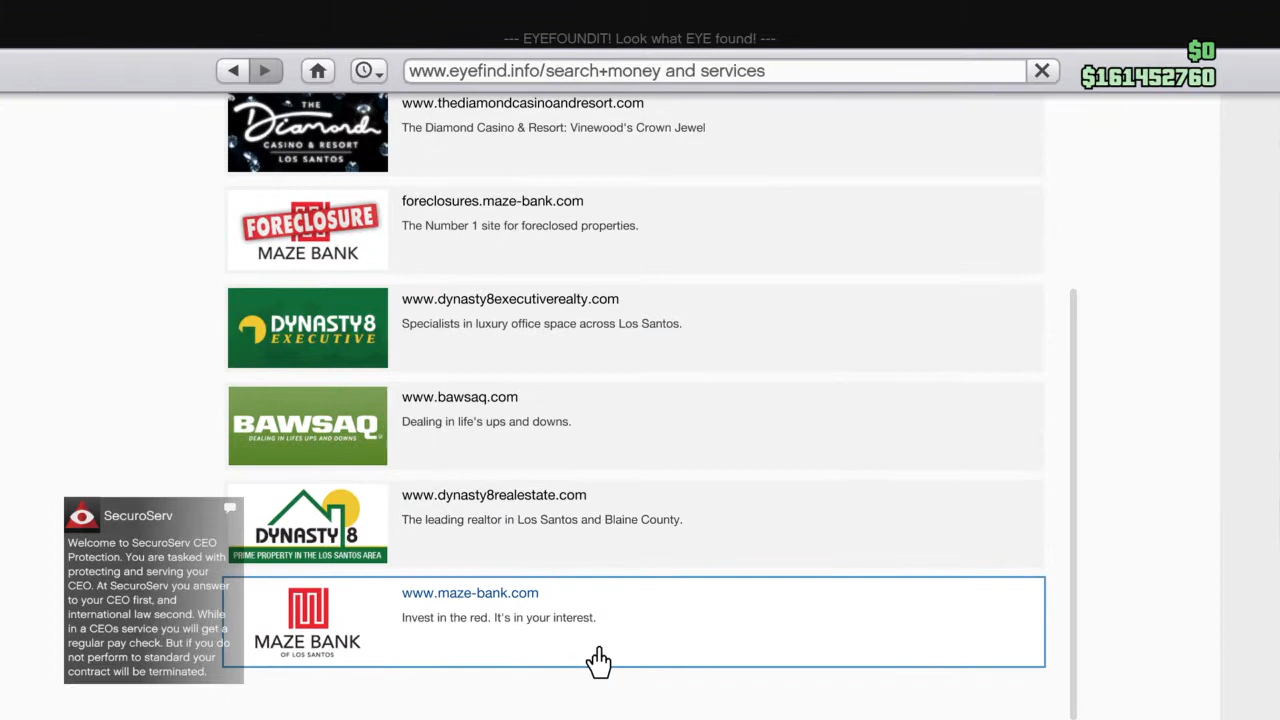 --- EYEFOUNDIT! Look what EYE found! ---
www.eyefind.info/search+money and services
$0
$161452760
THE
Diamond
CASINO & RESORT
LOS SANTOS
www.thediamondcasinoandresort.com
The Diamond Casino & Resort: Vinewood's Crown Jewel
FORECLOSURE
MAZE BANK
foreclosures.maze-bank.com
The Number 1 site for foreclosed properties.
DYNASTY8
EXECUTIVE
www.dynasty8executiverealty.com
Specialists in luxury office space across Los Santos.
BAWSAQ
DEALING IN LIFES UPS AND DOWNS
www.bawsaq.com
Dealing in life's ups and downs.
DYNASTY 8
PRIME PROPERTY IN THE LOS SANTOS AREA
www.dynasty8realestate.com
The leading realtor in Los Santos and Blaine County.
MAZE BANK
OF LOS SANTOS
www.maze-bank.com
Invest in the red. It's in your interest.
SecuroServ
Welcome to SecuroServ CEO
Protection. You are tasked with
protecting and serving your
CEO. At SecuroServ you answer
to your CEO first, and
international law second. While
in a CEOs service you will get a
regular pay check. But if you do
not perform to standard your
contract will be terminated.